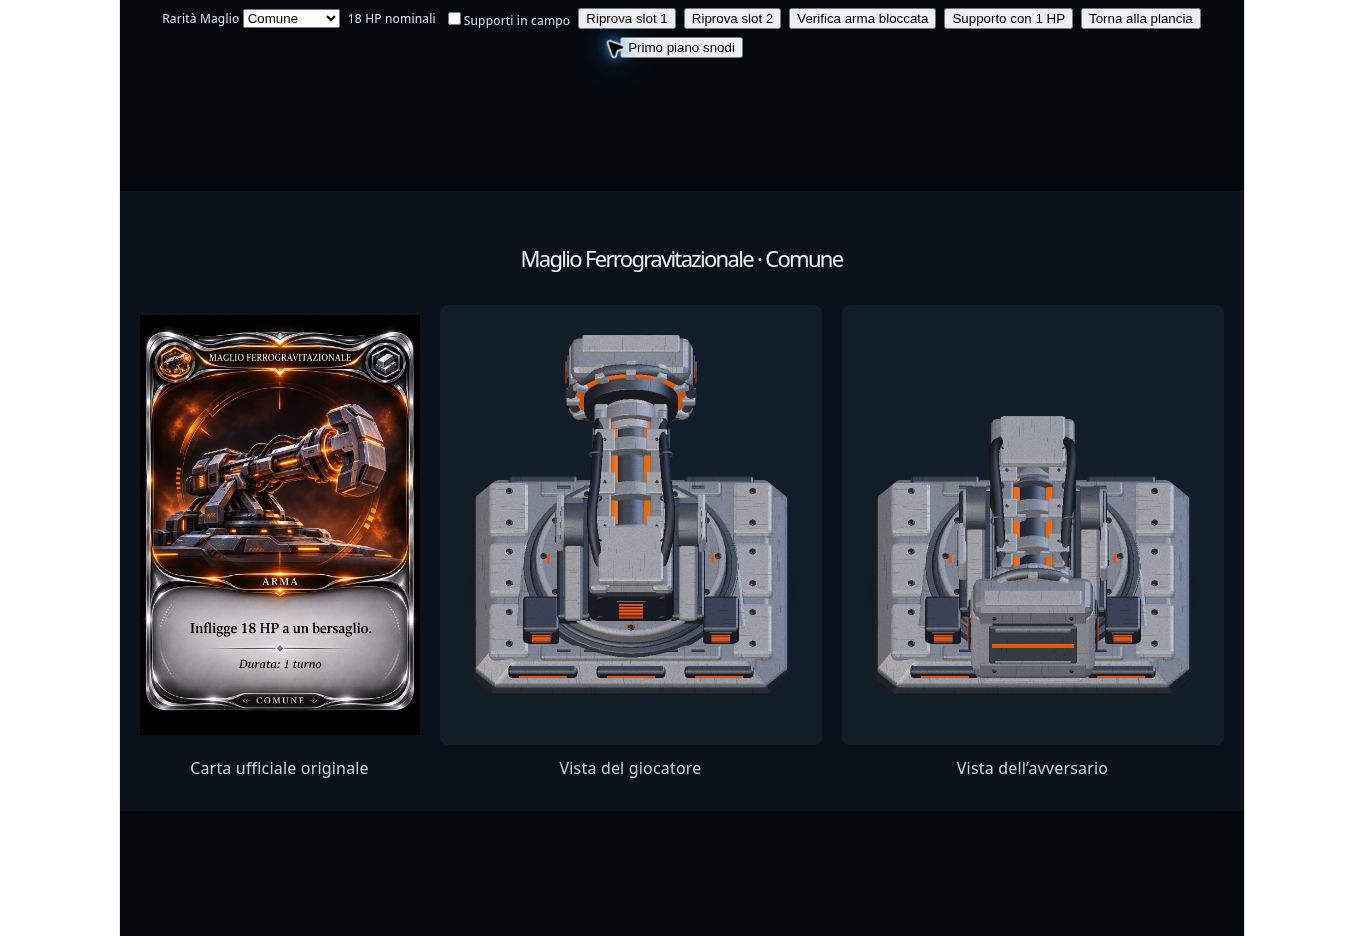 Rarità Maglio Comune 18 HP nominali Supporti in campo Riprova slot 1 Riprova slot 2 Verifica arma bloccata Supporto con 1 HP Torna alla plancia
Primo piano snodi
Maglio Ferrogravitazionale · Comune
MAGLIO FERROGRAVITAZIONALE
ARMA
Infligge 18 HP a un bersaglio.
Durata: 1 turno
COMUNE
Carta ufficiale originale
Vista del giocatore
Vista dell’avversario